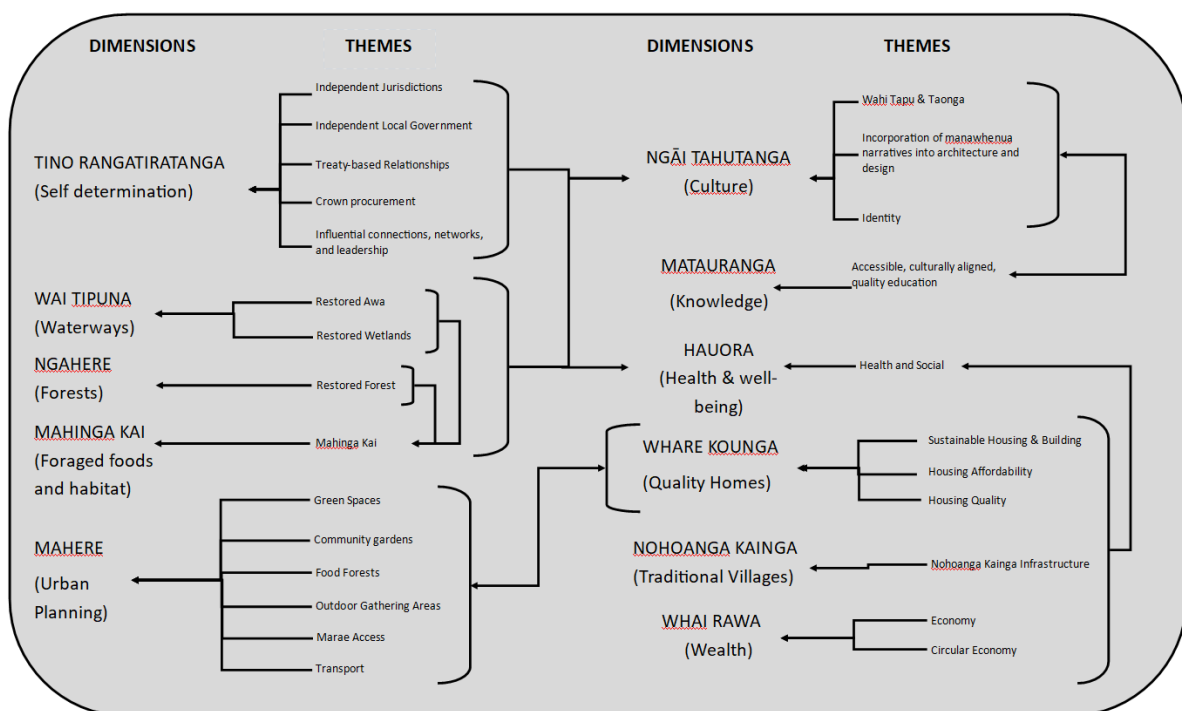 DIMENSIONS
THEMES
TINO RANGATIRATANGA
(Self determination)
Independent Jurisdictions
Independent Local Government
Treaty-based Relationships
Crown procurement
Influential connections, networks,
and leadership
WAI TIPUNA
(Waterways)
Restored Awa
Restored Wetlands
NGAHERE
(Forests)
Restored Forest
MAHINGA KAI
(Foraged foods
and habitat)
Mahinga Kai
MAHERE
(Urban
Planning)
Green Spaces
Community gardens
Food Forests
Outdoor Gathering Areas
Marae Access
Transport
DIMENSIONS
THEMES
NGĀI TAHUTANGA
(Culture)
Wahi Tapu & Taonga
Incorporation of manawhenua
narratives into architecture and
design
Identity
MATAURANGA
(Knowledge)
Accessible, culturally aligned,
quality education
HAUORA
(Health & well-
being)
Health and Social
WHARE KOUNGA
(Quality Homes)
Sustainable Housing & Building
Housing Affordability
Housing Quality
NOHOANGA KAINGA
(Traditional Villages)
Nohoanga Kainga Infrastructure
WHAI RAWA
(Wealth)
Economy
Circular Economy